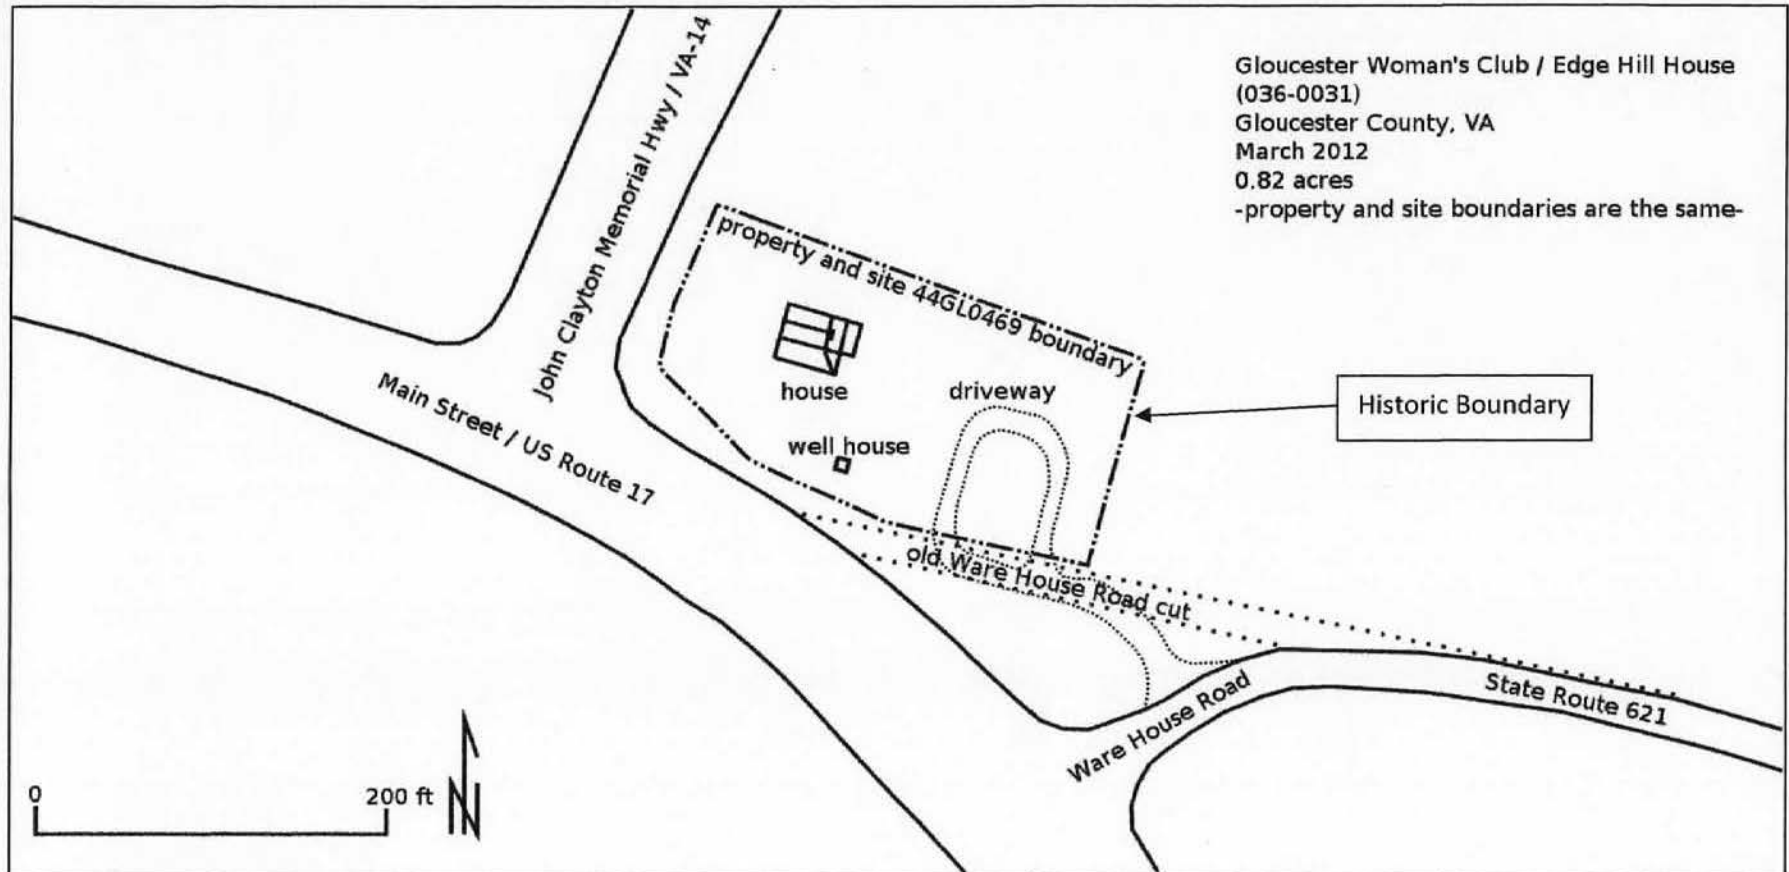 Gloucester Woman's Club / Edge Hill House
(036-0031)
Gloucester County, VA
March 2012
0.82 acres
-property and site boundaries are the same-
John Clayton Memorial Hwy / VA-14
property and site 44GL0469 boundary
house
driveway
Historic Boundary
Main Street / US Route 17
well house
old Ware House Road cut
Ware House Road
State Route 621
0
200 ft
N